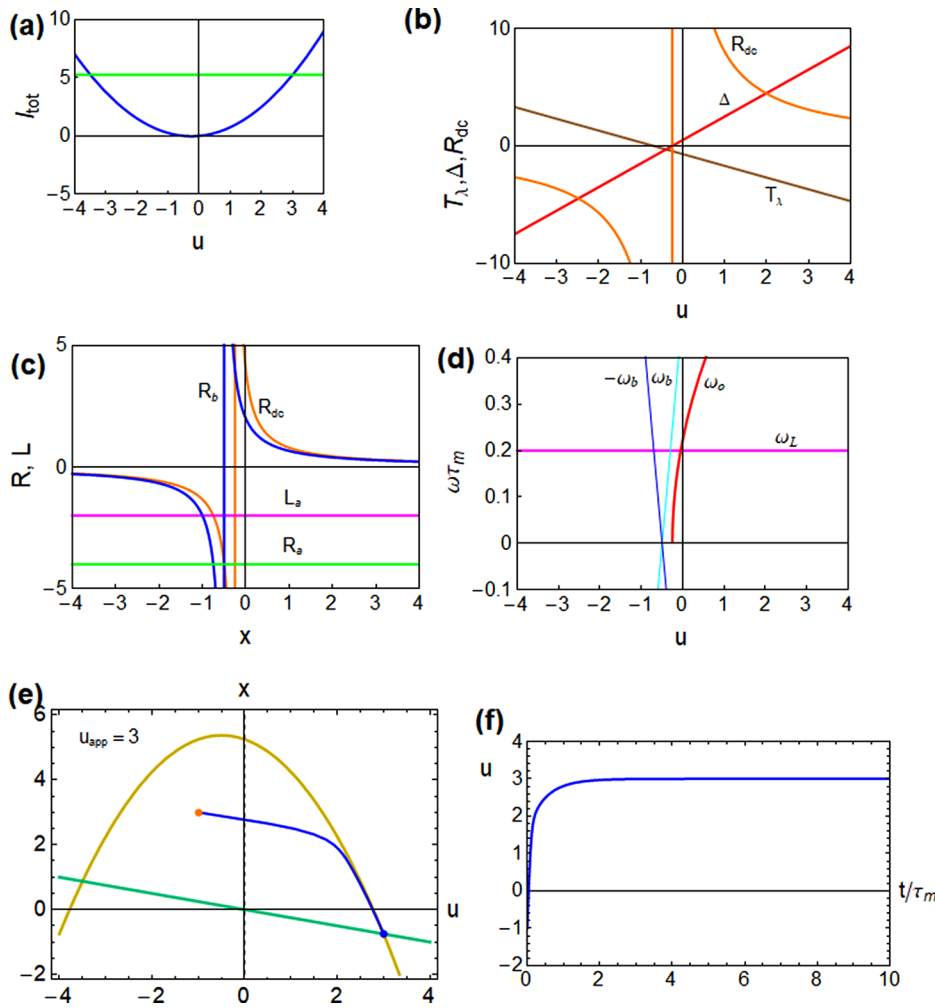 (a)
10
5
0
−5
I_tot
−4 −3 −2 −1 0 1 2 3 4
u
(b)
10
0
−10
T_λ, Δ, R_dc
R_dc
Δ
T_λ
−4 −3 −2 −1 0 1 2 3 4
u
(c)
5
0
−5
R, L
R_b
R_dc
L_a
R_a
−4 −3 −2 −1 0 1 2 3 4
x
(d)
0.4
0.3
0.2
0.1
0
−0.1
ωτ_m
−ω_b ω_b ω_o
ω_L
−4 −3 −2 −1 0 1 2 3 4
u
(e)
x
6
4
2
0
−2
u_app = 3
u
−4 −2 0 2 4
(f)
u
4
3
2
1
0
−1
−2
t/τ_m
0 2 4 6 8 10